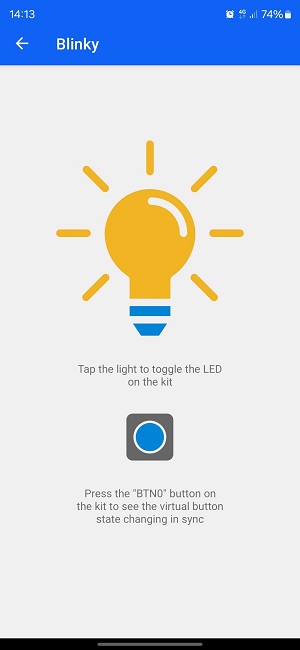 14:13
4G
74%
Blinky
Tap the light to toggle the LED
on the kit
Press the "BTN0" button on
the kit to see the virtual button
state changing in sync